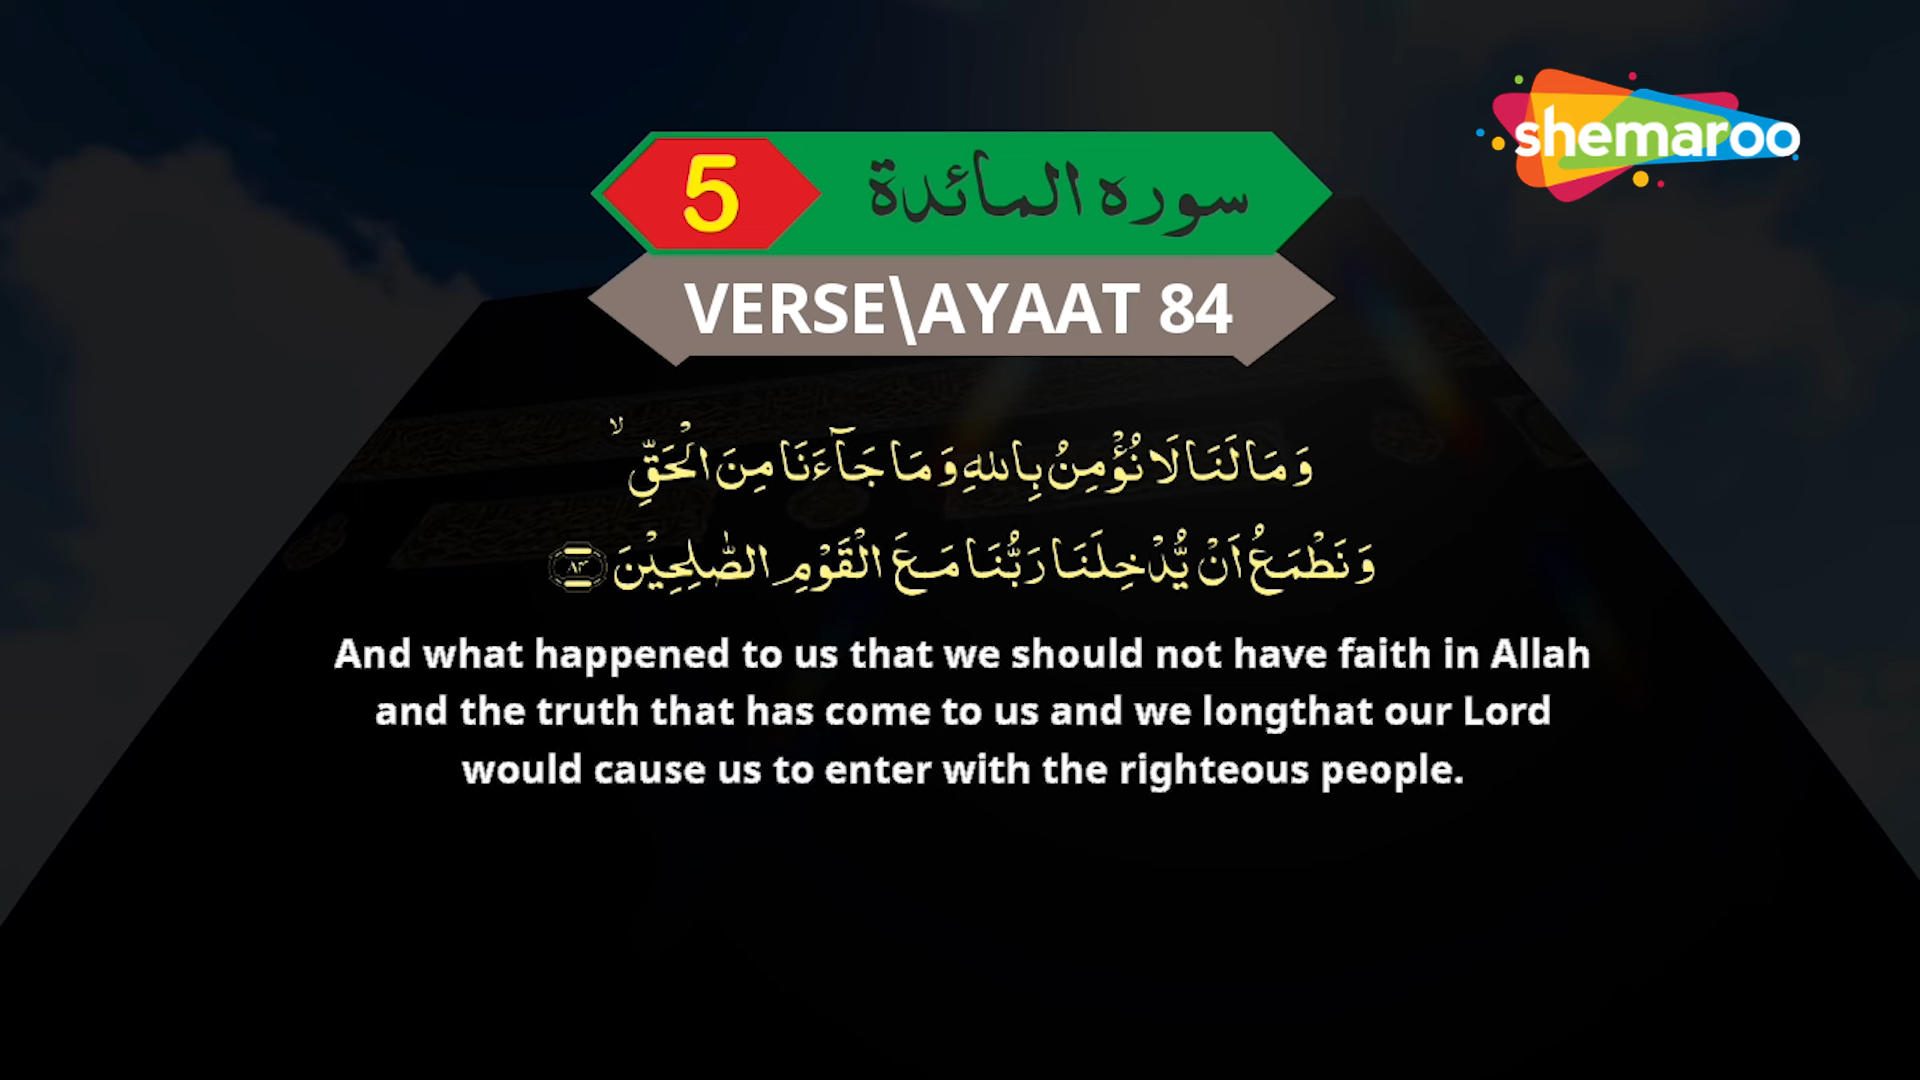 shemaroo
5 سوره المائدة
VERSE\AYAAT 84
وَمَا لَنَا لَا نُؤْمِنُ بِاللهِ وَمَا جَآءَنَا مِنَ الْحَقِّ ۙ
وَنَطْمَعُ اَنْ يُّدْخِلَنَا رَبُّنَا مَعَ الْقَوْمِ الصّٰلِحِيْنَ
And what happened to us that we should not have faith in Allah
and the truth that has come to us and we longthat our Lord
would cause us to enter with the righteous people.